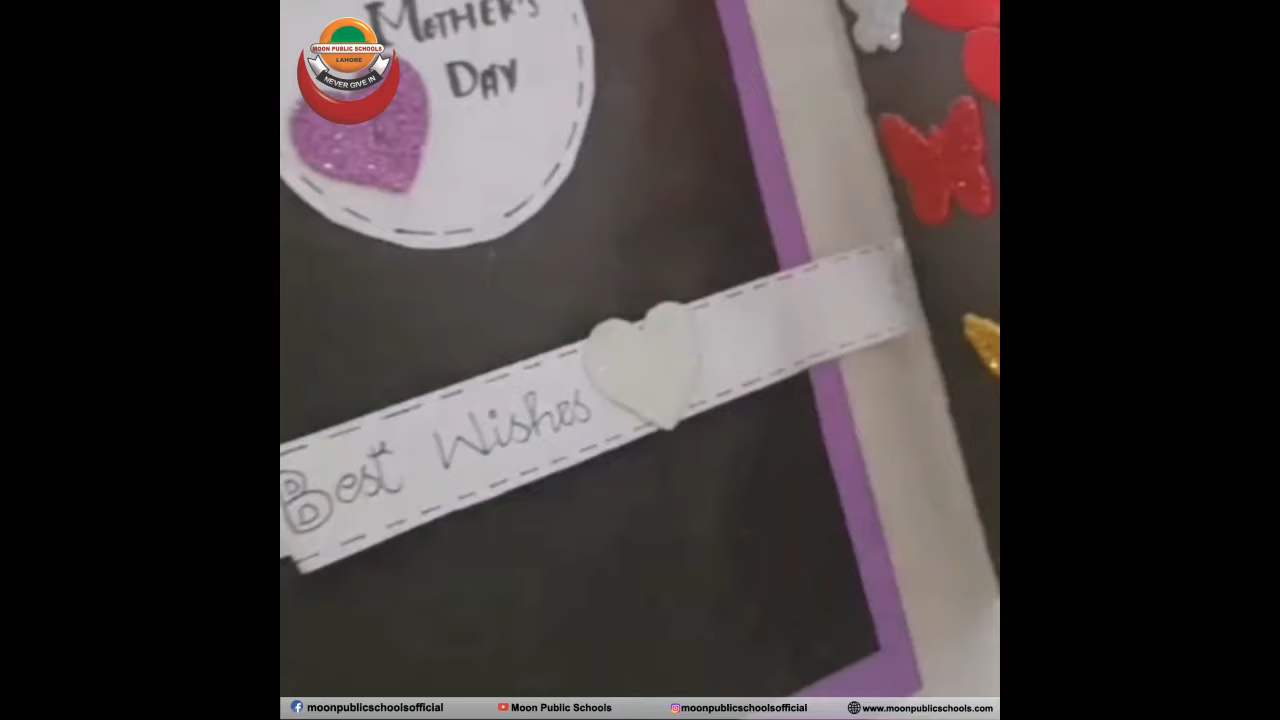 MOTHER'S
DAY
MOON PUBLIC SCHOOLS
LAHORE
NEVER GIVE IN
Best Wishes
moonpublicschoolsofficial
Moon Public Schools
moonpublicschoolsofficial
www.moonpublicschools.com